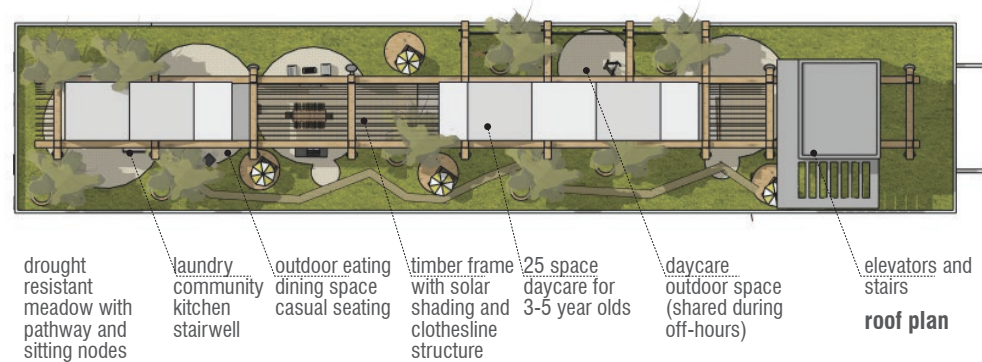 drought
resistant
meadow with
pathway and
sitting nodes
laundry
community
kitchen
stairwell
outdoor eating
dining space
casual seating
timber frame
with solar
shading and
clothesline
structure
25 space
daycare for
3-5 year olds
daycare
outdoor space
(shared during
off-hours)
elevators and
stairs
roof plan